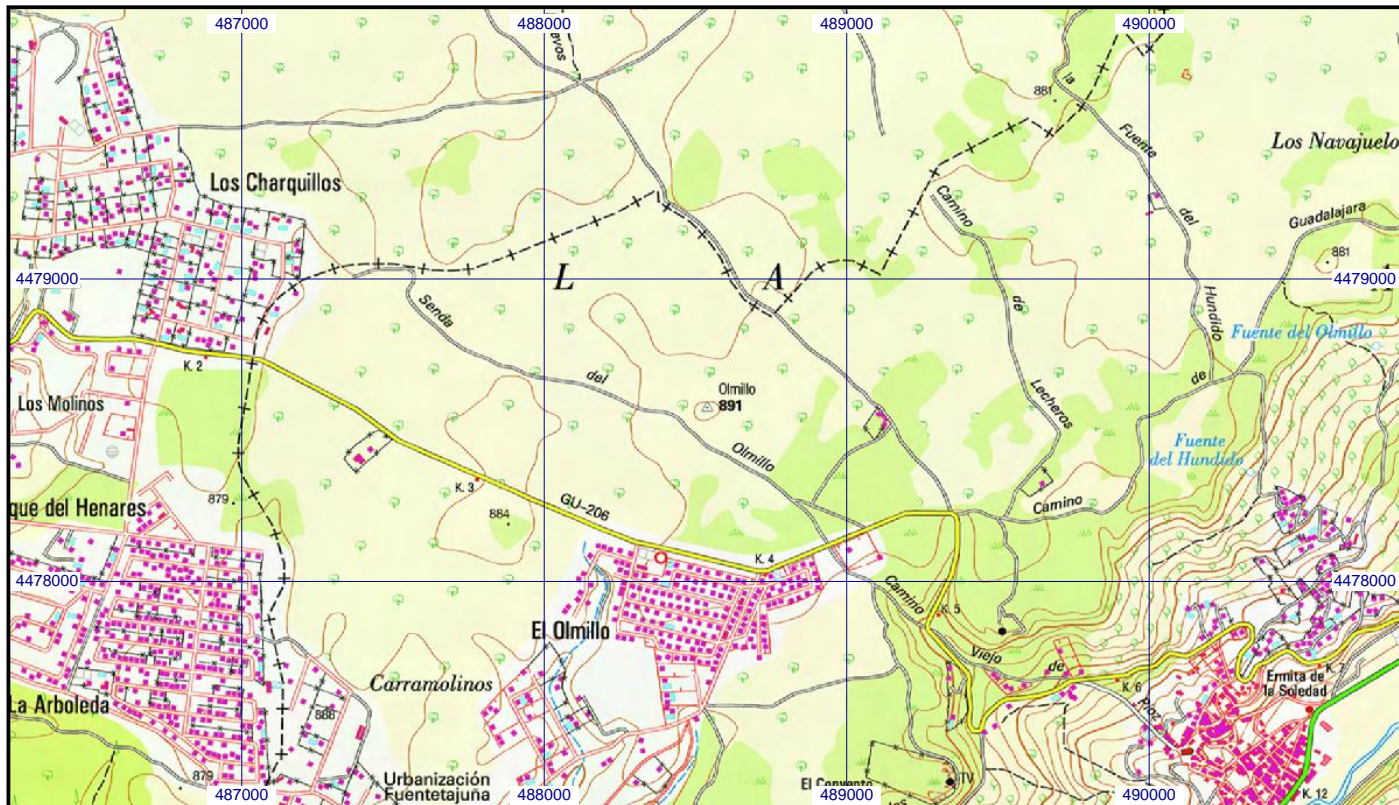 487000
488000
489000
490000
la
881
Fuente
Los Navajuelo
Los Charquillos
Camino
del
Guadalajara
881
4479000
L
A
4479000
Senda
de
Hundido
Fuente del Olmillo
K. 2
del
Olmillo
891
de
Los Molinos
Lecheros
Olmillo
Fuente
del Hundido
K. 3
879
884
GU-206
Camino
que del Henares
K. 4
4478000
4478000
Camino
K. 5
El Olmillo
Viejo
de
K. 7
Carramolinos
K. 6
Ermita de
la Soledad
La Arboleda
888
Pioz
879
Urbanización
Fuentetajuña
El Convento
TV
K. 12
487000
488000
489000
490000